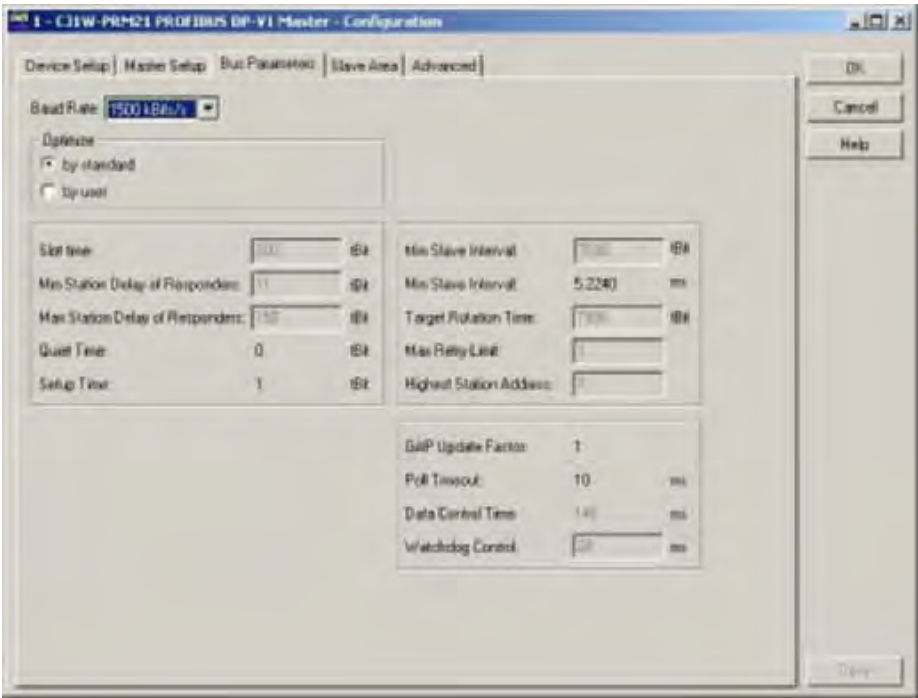 1 - CJ1W-PRM21 PROFIBUS DP-V1 Master - Configuration
Device Setup Master Setup Bus Parameters Slave Area Advanced
OK
Baud Rate: 1500 kBits/s
Cancel
Optimize
Help
by standard
by user
Slot time: tBit
Min Station Delay of Responders: 11 tBit
Max Station Delay of Responders: 150 tBit
Quiet Time: 0 tBit
Setup Time: 1 tBit
Min Slave Interval: tBit
Min Slave Interval: 5.2240 ms
Target Rotation Time: tBit
Max Retry Limit: 1
Highest Station Address:
GAP Update Factor: 1
Poll Timeout: 10 ms
Data Control Time: ms
Watchdog Control: ms